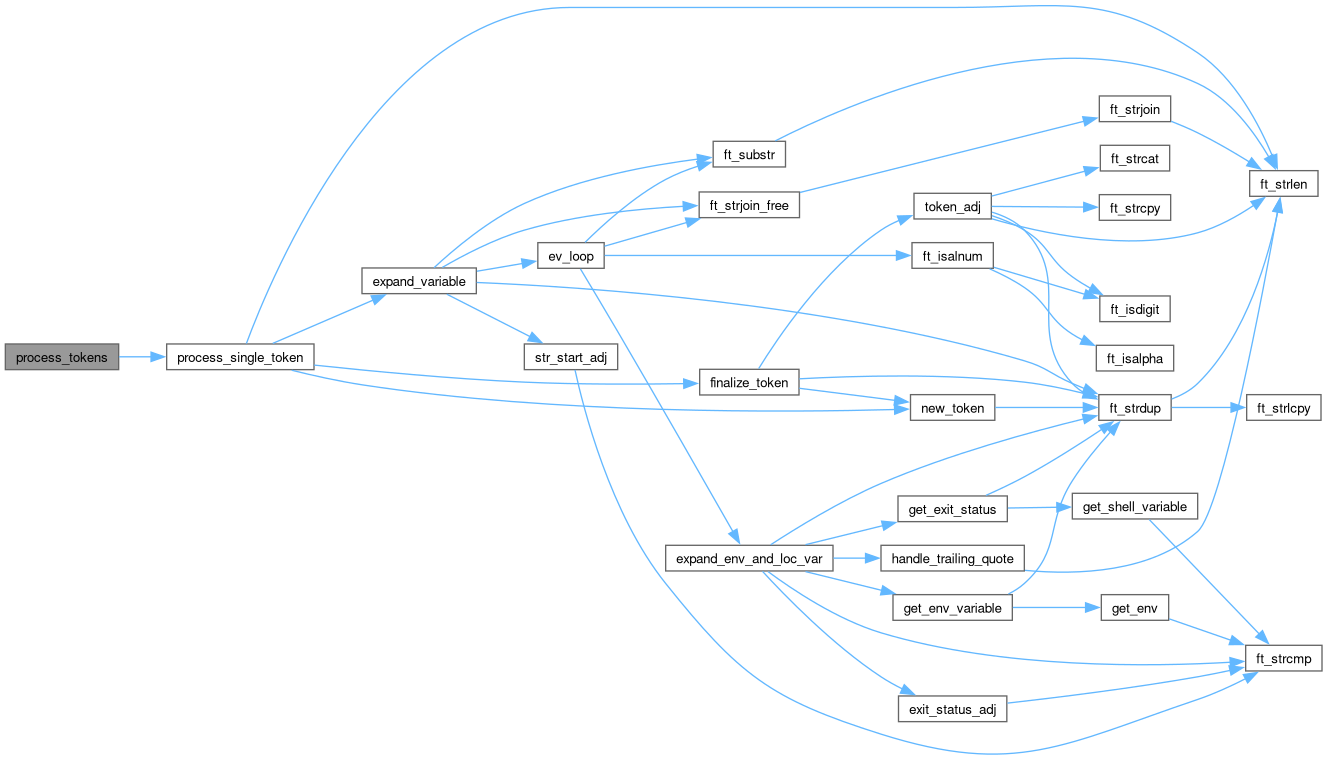 process_tokens
process_single_token
expand_variable
ev_loop
str_start_adj
ft_substr
ft_strjoin_free
finalize_token
expand_env_and_loc_var
token_adj
ft_isalnum
new_token
get_exit_status
handle_trailing_quote
get_env_variable
exit_status_adj
ft_strjoin
ft_strcat
ft_strcpy
ft_isdigit
ft_isalpha
ft_strdup
get_shell_variable
get_env
ft_strlen
ft_strlcpy
ft_strcmp